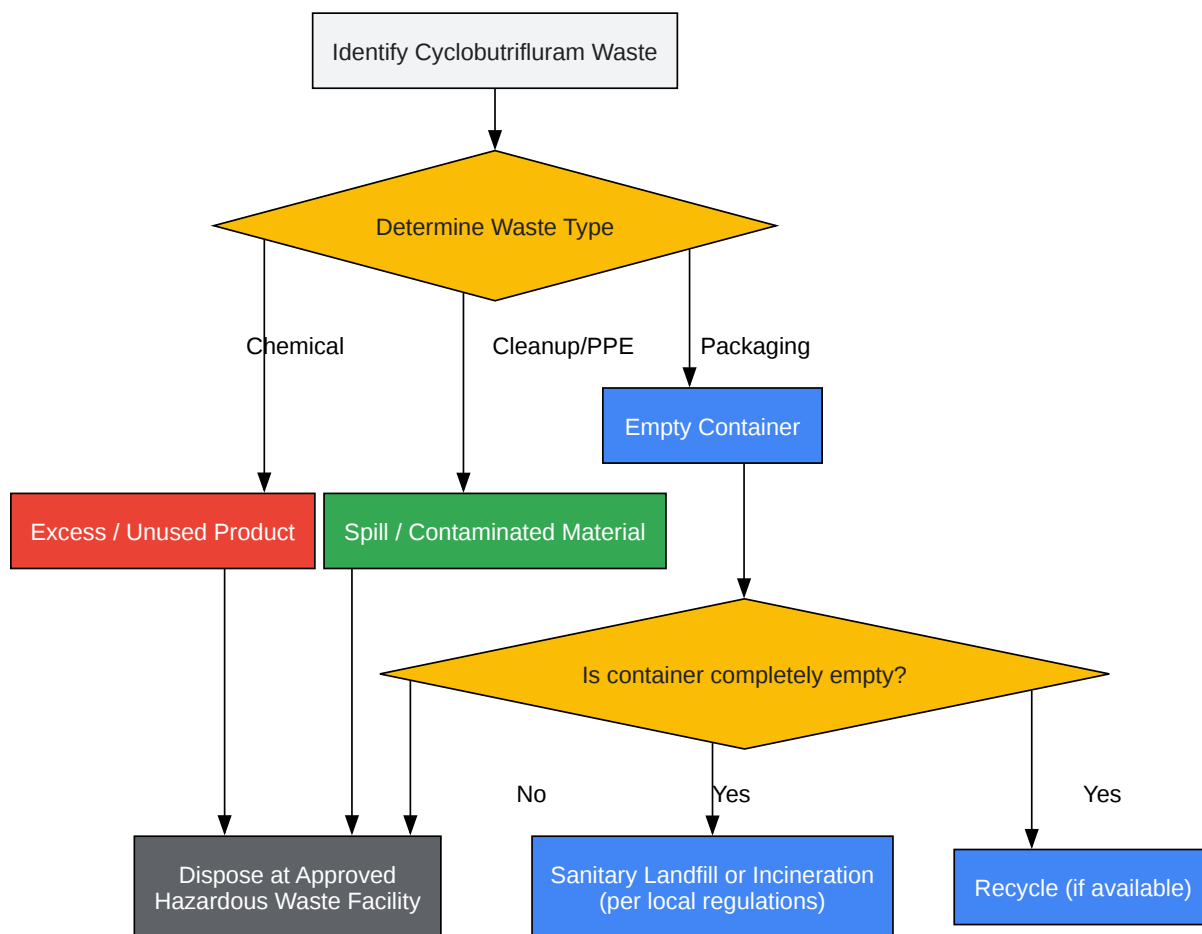 Identify Cyclobutrifluram Waste
Determine Waste Type
Chemical
Cleanup/PPE
Packaging
Empty Container
Excess / Unused Product
Spill / Contaminated Material
Is container completely empty?
No
Yes
Yes
Dispose at Approved
Hazardous Waste Facility
Sanitary Landfill or Incineration
(per local regulations)
Recycle (if available)